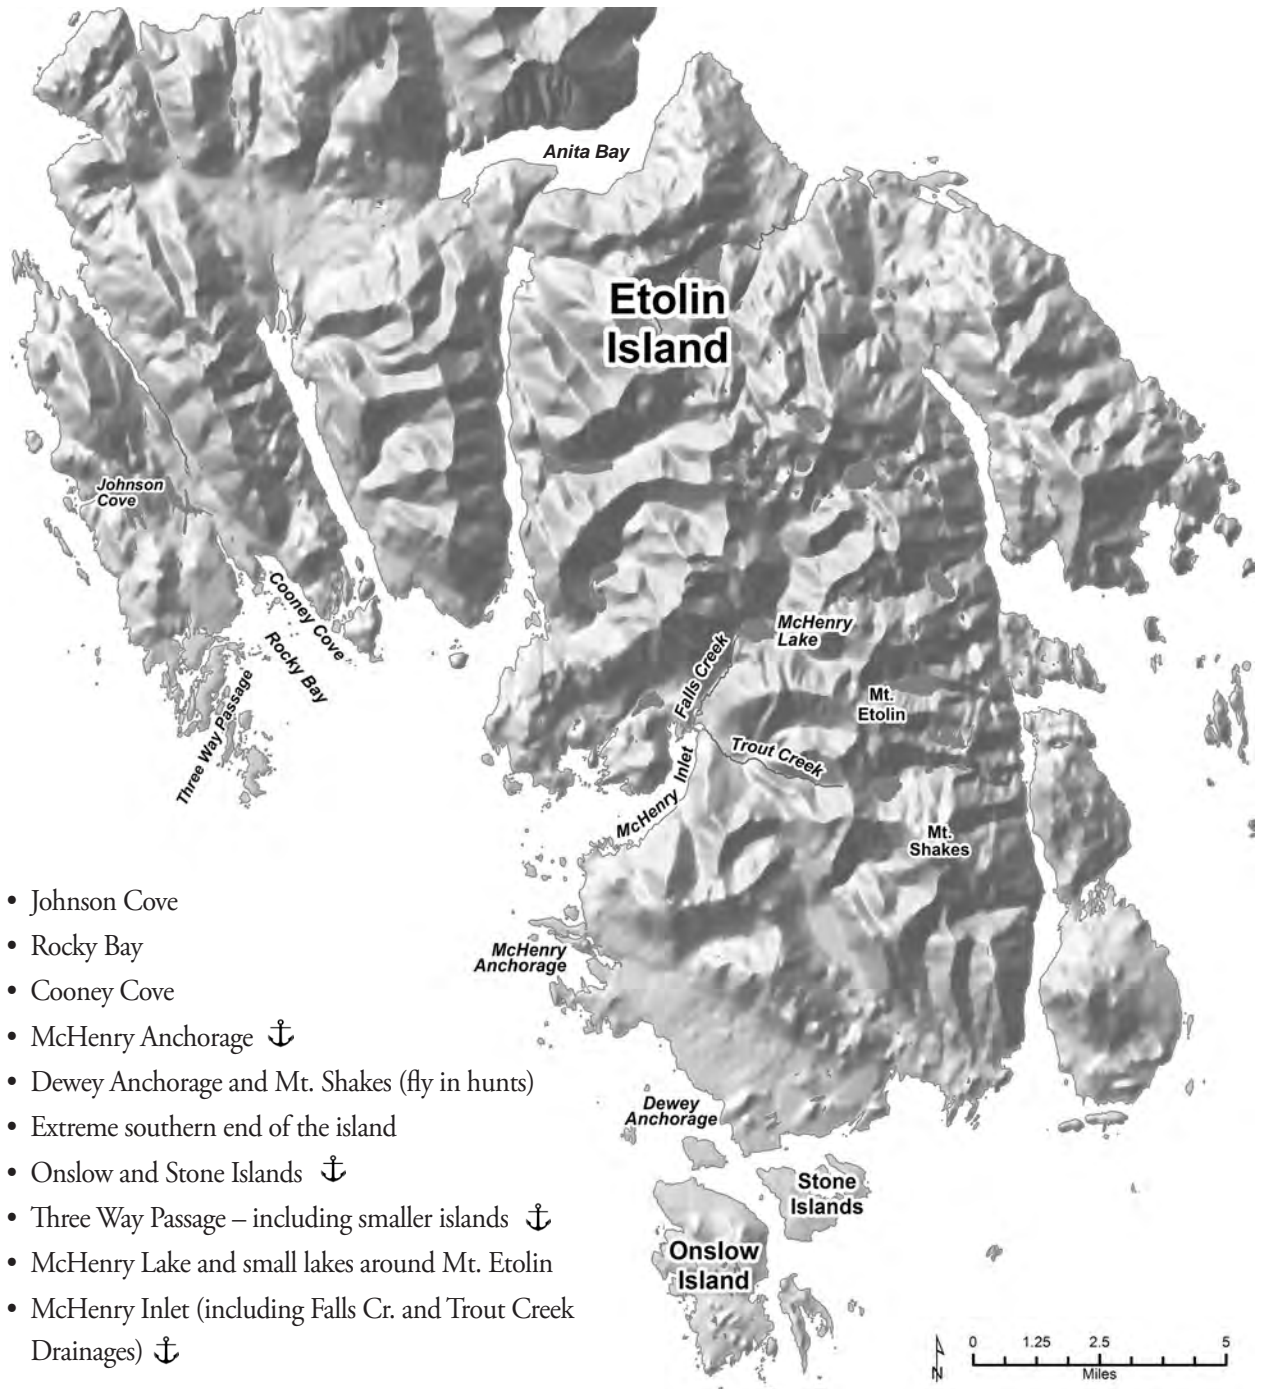 Anita Bay
Etolin
Island
Johnson
Cove
Cooney Cove
Rocky Bay
Three Way Passage
McHenry
Lake
Falls Creek
Mt.
Etolin
Trout Creek
McHenry Inlet
Mt.
Shakes
McHenry
Anchorage
Dewey
Anchorage
Stone
Islands
Onslow
Island
• Johnson Cove
• Rocky Bay
• Cooney Cove
• McHenry Anchorage ⚓
• Dewey Anchorage and Mt. Shakes (fly in hunts)
• Extreme southern end of the island
• Onslow and Stone Islands ⚓
• Three Way Passage – including smaller islands ⚓
• McHenry Lake and small lakes around Mt. Etolin
• McHenry Inlet (including Falls Cr. and Trout Creek
Drainages) ⚓
N
0 1.25 2.5 5
Miles